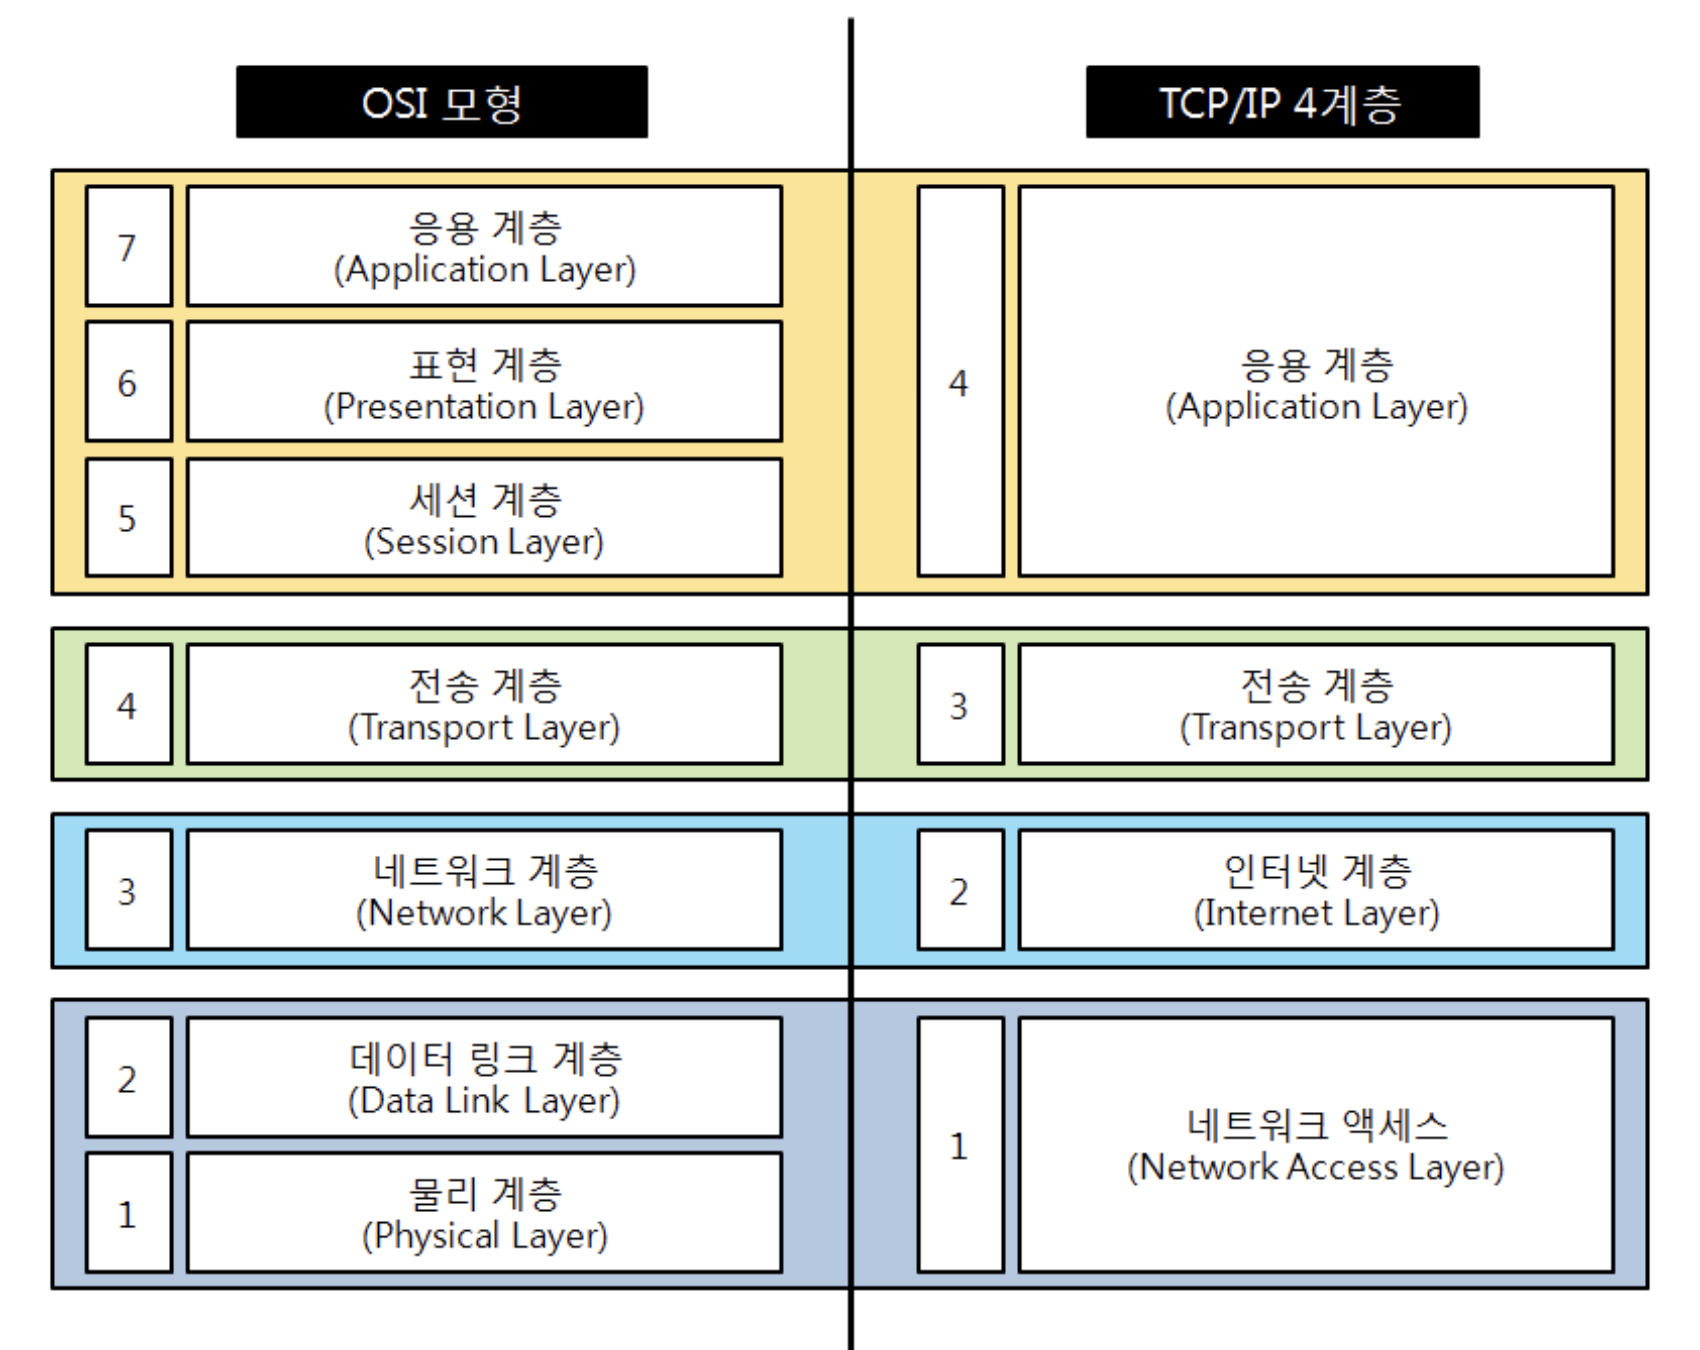 OSI 모형
7
응용 계층
(Application Layer)
6
표현 계층
(Presentation Layer)
5
세션 계층
(Session Layer)
4
전송 계층
(Transport Layer)
3
네트워크 계층
(Network Layer)
2
데이터 링크 계층
(Data Link Layer)
1
물리 계층
(Physical Layer)
TCP/IP 4계층
4
응용 계층
(Application Layer)
3
전송 계층
(Transport Layer)
2
인터넷 계층
(Internet Layer)
1
네트워크 액세스
(Network Access Layer)